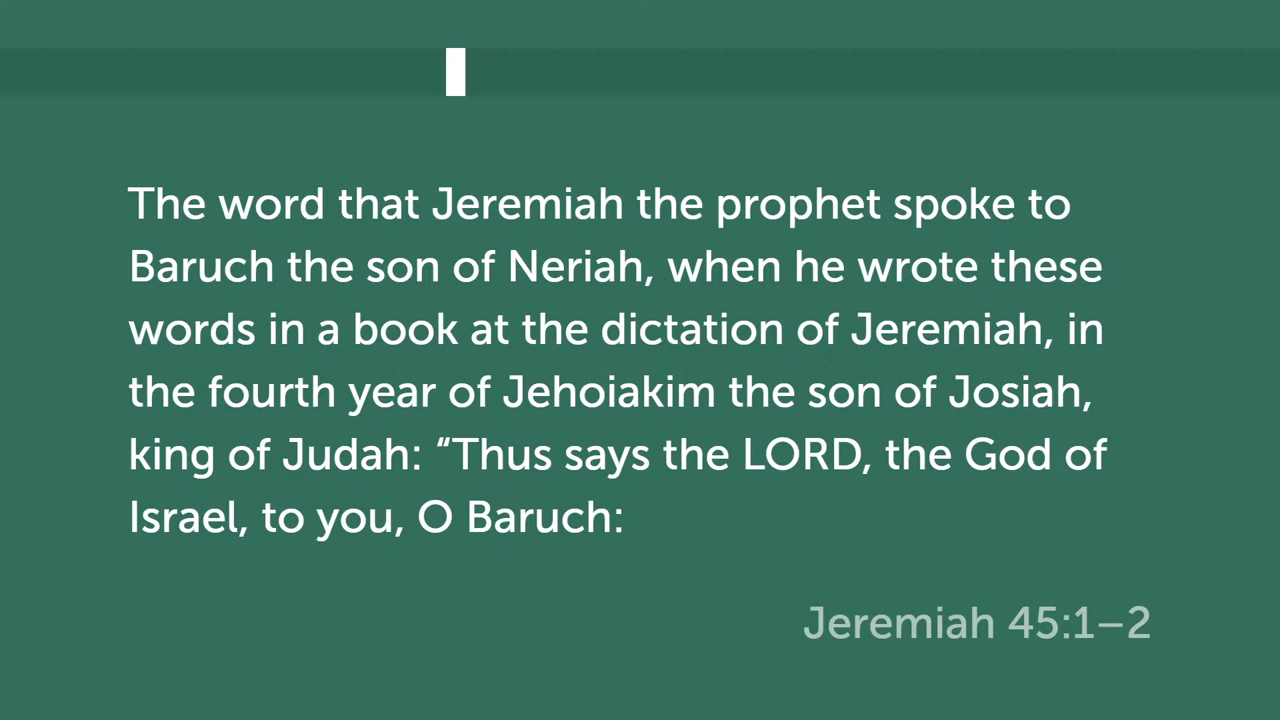 The word that Jeremiah the prophet spoke to
Baruch the son of Neriah, when he wrote these
words in a book at the dictation of Jeremiah, in
the fourth year of Jehoiakim the son of Josiah,
king of Judah: “Thus says the LORD, the God of
Israel, to you, O Baruch:
Jeremiah 45:1–2